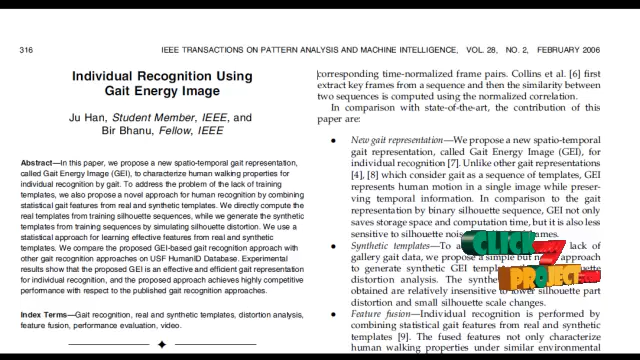 316
IEEE TRANSACTIONS ON PATTERN ANALYSIS AND MACHINE INTELLIGENCE, VOL. 28, NO. 2, FEBRUARY 2006
Individual Recognition Using
Gait Energy Image
Ju Han, Student Member, IEEE, and
Bir Bhanu, Fellow, IEEE
Abstract—In this paper, we propose a new spatio-temporal gait representation,
called Gait Energy Image (GEI), to characterize human walking properties for
individual recognition by gait. To address the problem of the lack of training
templates, we also propose a novel approach for human recognition by combining
statistical gait features from real and synthetic templates. We directly compute the
real templates from training silhouette sequences, while we generate the synthetic
templates from training sequences by simulating silhouette distortion. We use a
statistical approach for learning effective features from real and synthetic
templates. We compare the proposed GEI-based gait recognition approach with
other gait recognition approaches on USF HumanID Database. Experimental
results show that the proposed GEI is an effective and efficient gait representation
for individual recognition, and the proposed approach achieves highly competitive
performance with respect to the published gait recognition approaches.
Index Terms—Gait recognition, real and synthetic templates, distortion analysis,
feature fusion, performance evaluation, video.
corresponding time-normalized frame pairs. Collins et al. [6] first
extract key frames from a sequence and then the similarity between
two sequences is computed using the normalized correlation.
In comparison with state-of-the-art, the contribution of this
paper are:
● New gait representation—We propose a new spatio-temporal
gait representation, called Gait Energy Image (GEI), for
individual recognition [7]. Unlike other gait representations
[4], [8] which consider gait as a sequence of templates, GEI
represents human motion in a single image while preser-
ving temporal information. In comparison to the gait
representation by binary silhouette sequence, GEI not only
saves storage space and computation time, but it is also less
sensitive to silhouette noise
● Synthetic templates—To lack of
gallery gait data, we propose a simple but approach
to generate synthetic GEI
distortion analysis. The
obtained are relatively insensitive to lower silhouette part
distortion and small silhouette scale changes.
● Feature fusion—Individual recognition is performed by
combining statistical gait features from real and synthetic
templates [9]. The fused features not only characterize
human walking properties under similar environmental
CLICK
MY
PROJECT